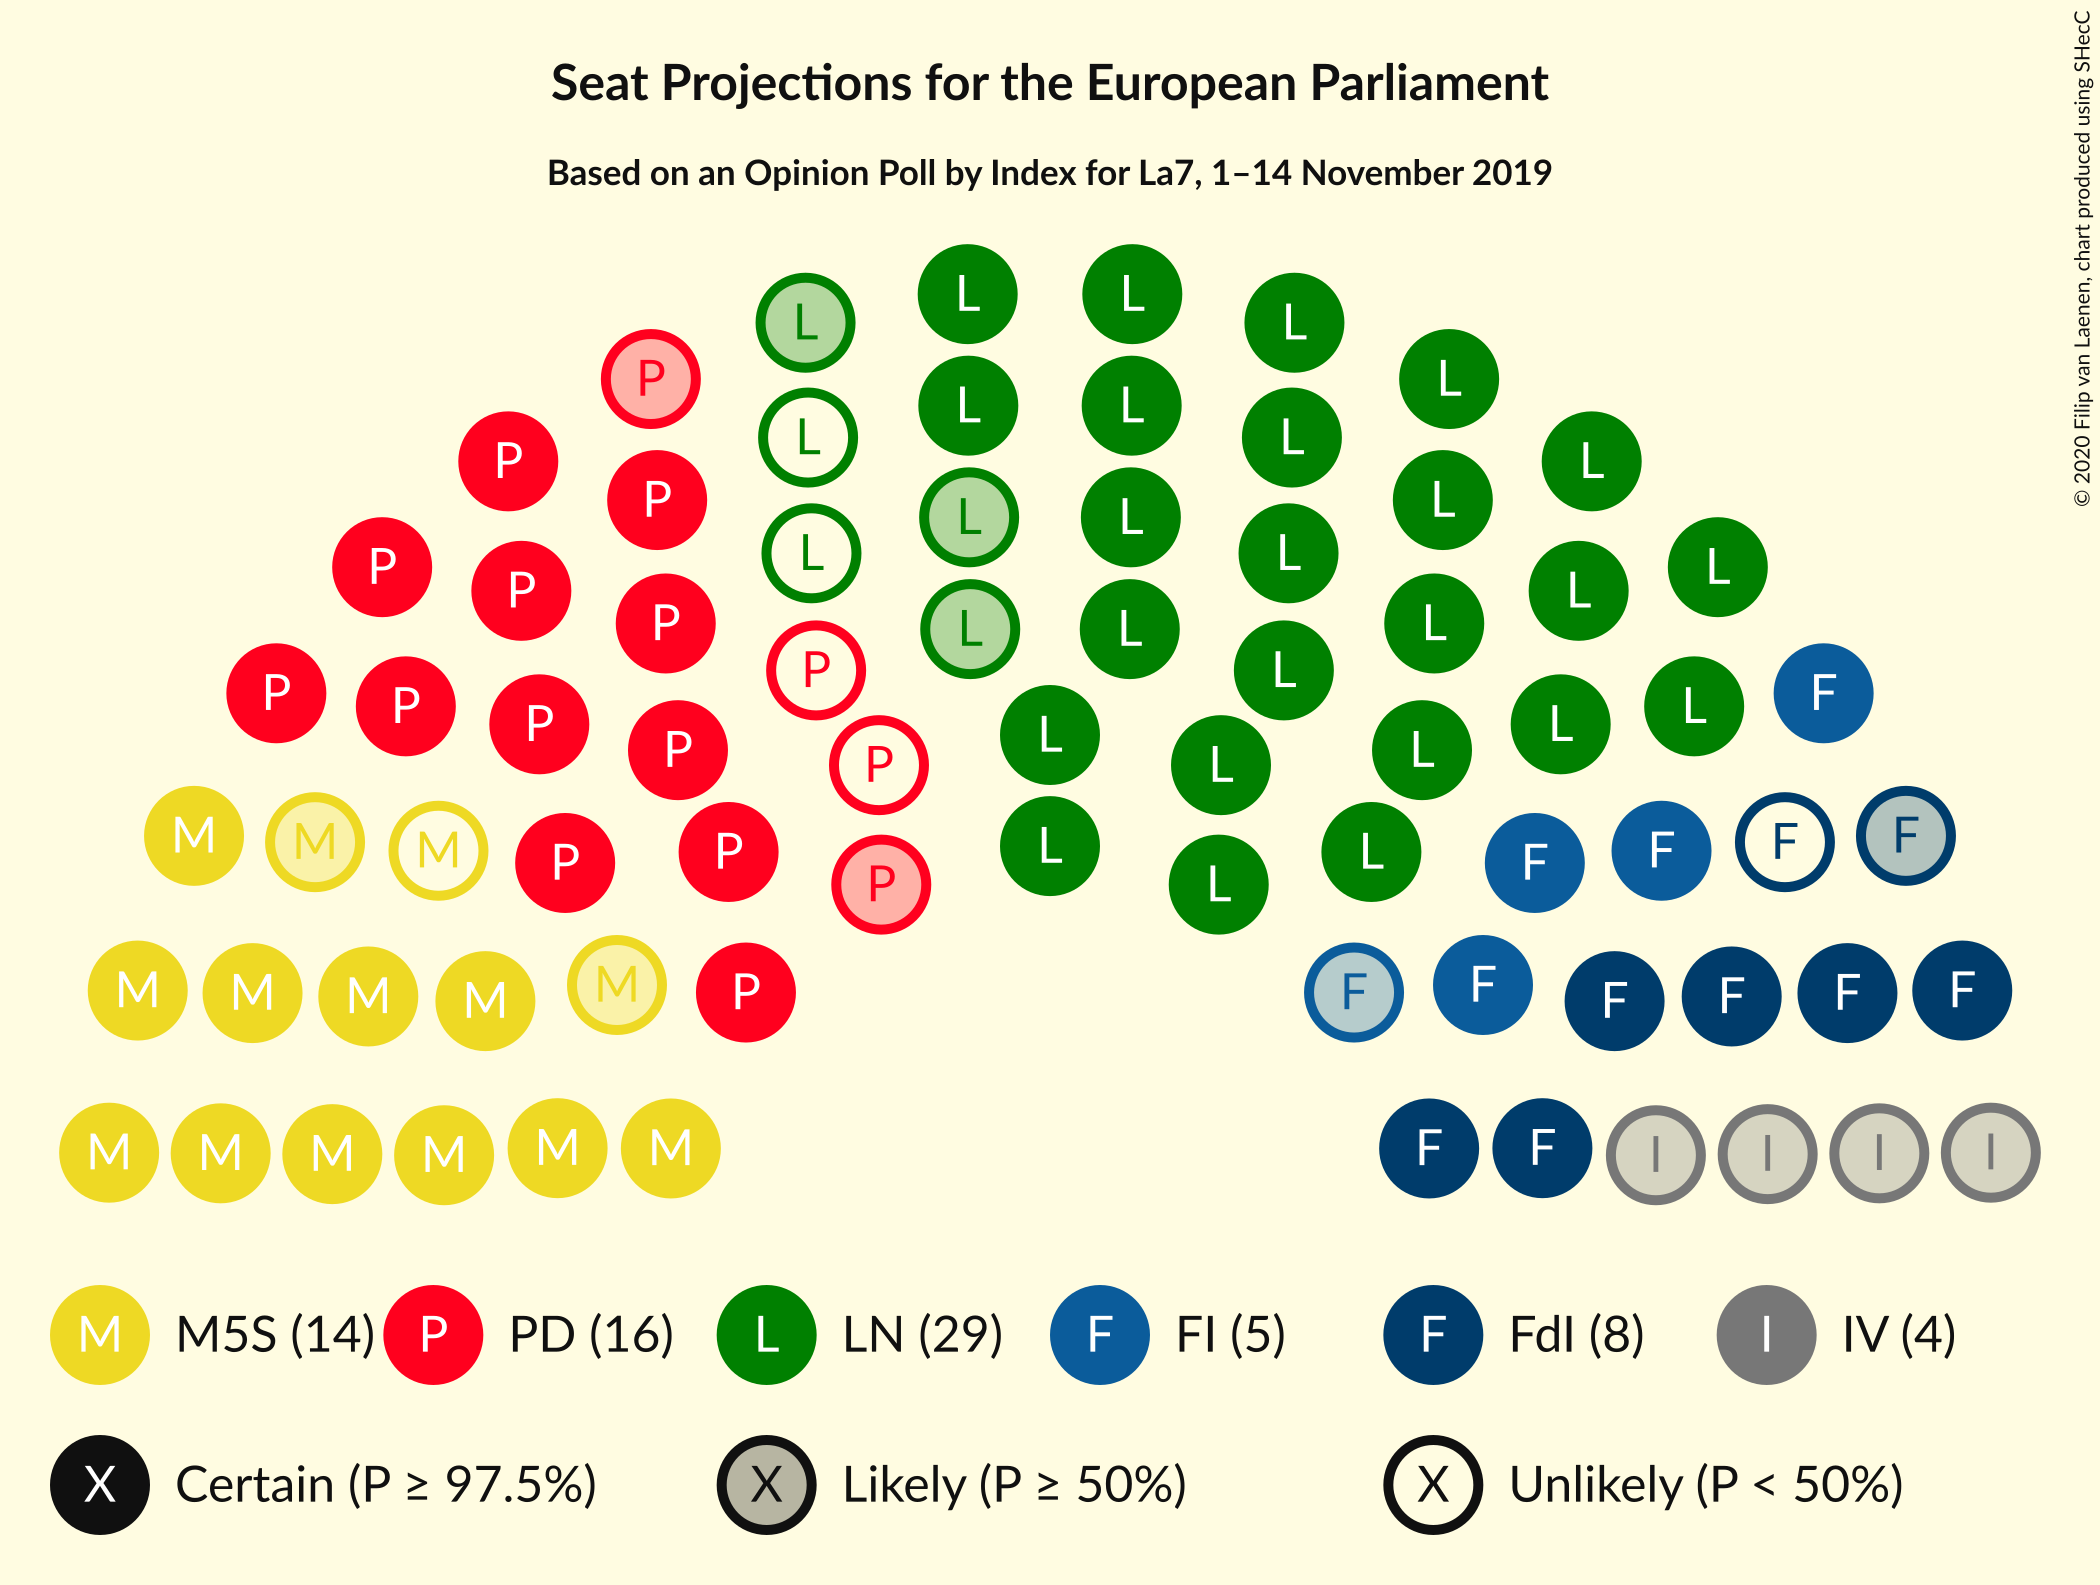 Seat Projections for the European Parliament
Based on an Opinion Poll by Index for La7, 1–14 November 2019
© 2020 Filip van Laenen, chart produced using SHecC
L L
L L
P L
L L
L L
P L
P L
P L
L L
P L
P L
P L
L L
P L
P L
P L
P L
P F
P L
P L
L
P L
P L
M F
M F
M F
L
P L
P F
P L
M F
M F
P F
M F
M F
M F
M F
M I
M I
M I
M I
M F
M F
M M5S (14) P PD (16) L LN (29) F FI (5) F FdI (8) I IV (4)
X Certain (P ≥ 97.5%) X Likely (P ≥ 50%) X Unlikely (P < 50%)